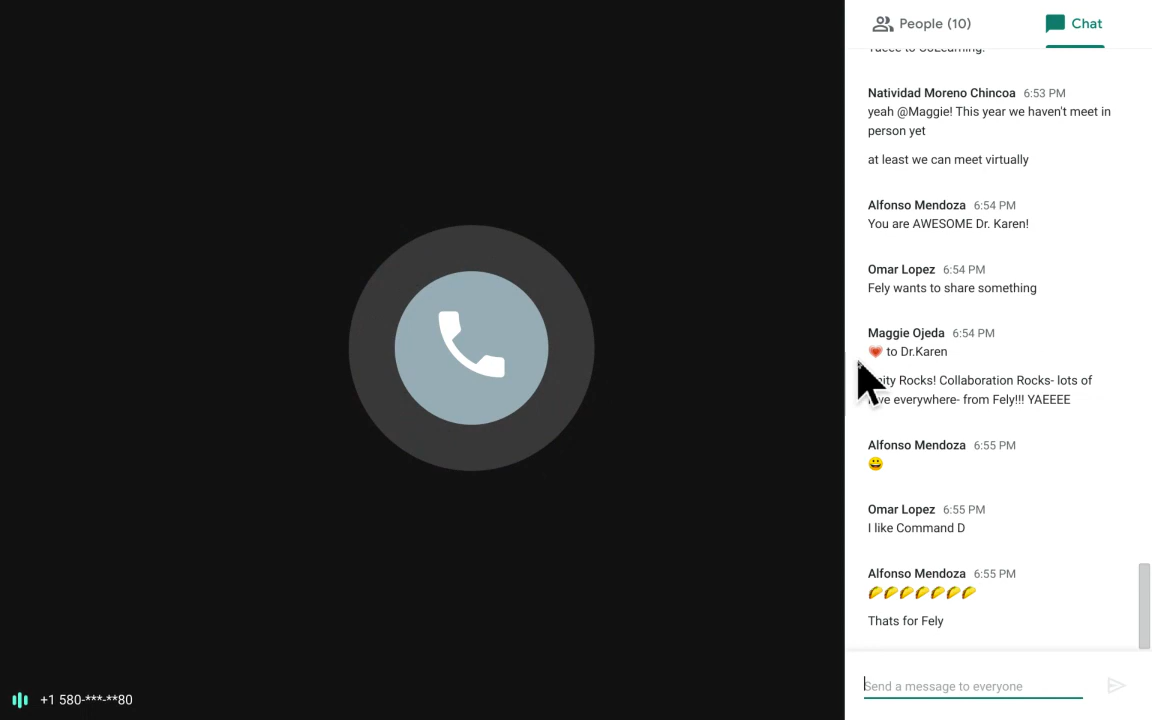 People (10)
Chat
Natividad Moreno Chincoa 6:53 PM
yeah @Maggie! This year we haven't meet in
person yet
at least we can meet virtually
Alfonso Mendoza 6:54 PM
You are AWESOME Dr. Karen!
Omar Lopez 6:54 PM
Fely wants to share something
Maggie Ojeda 6:54 PM
❤️ to Dr.Karen
Rocks! Collaboration Rocks- lots of
everywhere- from Fely!!! YAEEEE
Alfonso Mendoza 6:55 PM
😀
Omar Lopez 6:55 PM
I like Command D
Alfonso Mendoza 6:55 PM
🌮🌮🌮🌮🌮🌮🌮
Thats for Fely
Send a message to everyone
+1 580-***-**80